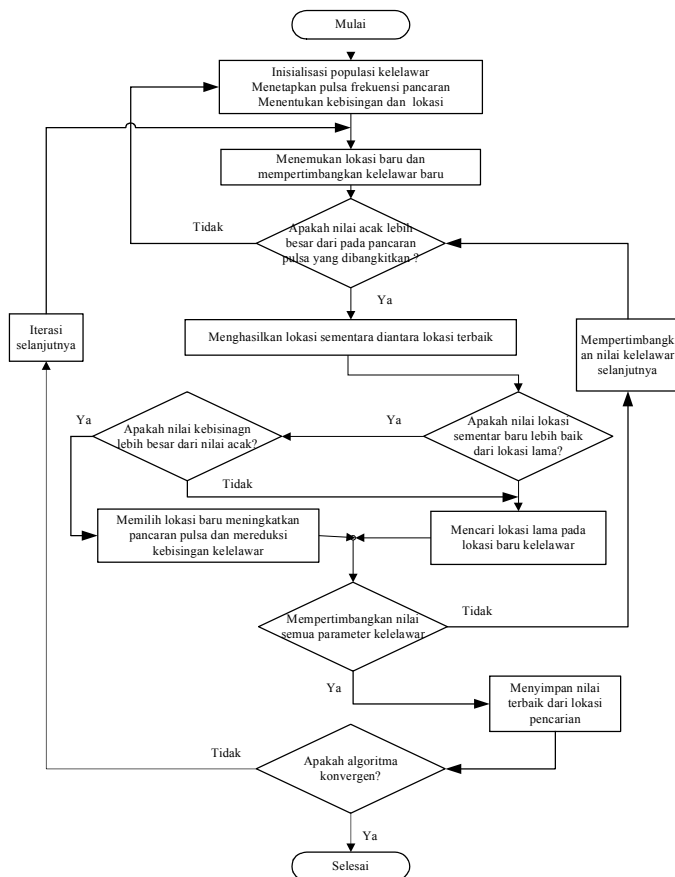 Mulai
Inisialisasi populasi kelelawar
Menetapkan pulsa frekuensi pancaran
Menentukan kebisingan dan lokasi
Menemukan lokasi baru dan
mempertimbangkan kelelawar baru
Tidak
Apakah nilai acak lebih
besar dari pada pancaran
pulsa yang dibangkitkan ?
Ya
Iterasi
selanjutnya
Menghasilkan lokasi sementara diantara lokasi terbaik
Mempertimbangk
an nilai kelelawar
selanjutnya
Ya
Apakah nilai kebisinagn
lebih besar dari nilai acak?
Ya
Apakah nilai lokasi
sementar baru lebih baik
dari lokasi lama?
Tidak
Memilih lokasi baru meningkatkan
pancaran pulsa dan mereduksi
kebisingan kelelawar
Mencari lokasi lama pada
lokasi baru kelelawar
Mempertimbangkan nilai
semua parameter kelelawar
Tidak
Ya
Menyimpan nilai
terbaik dari lokasi
pencarian
Tidak
Apakah algoritma
konvergen?
Ya
Selesai